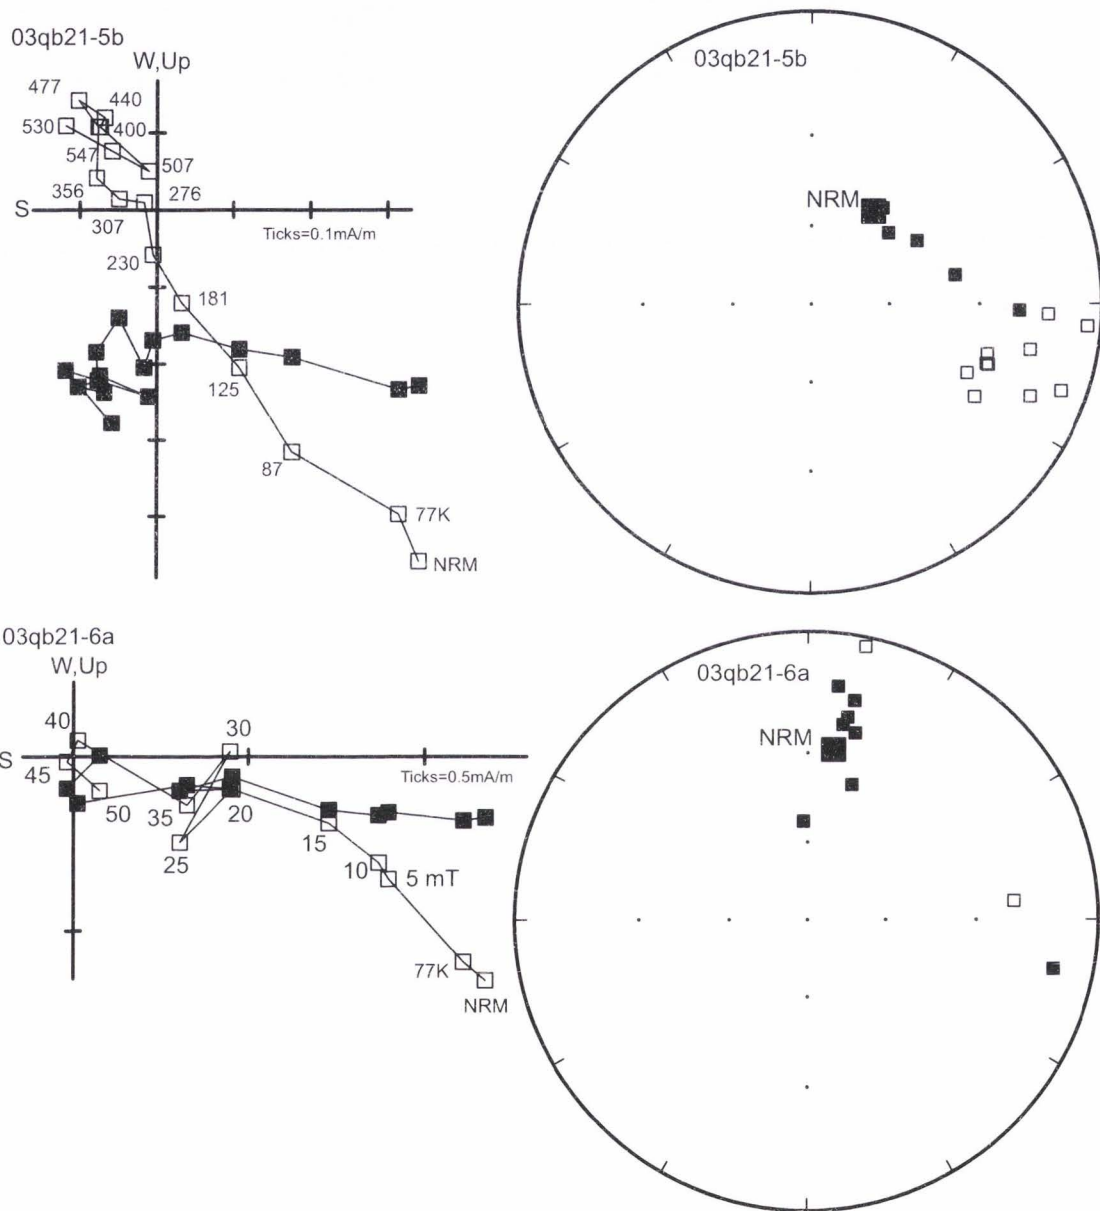 03qb21-5b
W,Up
477
440
530
400
547
507
356
276
S
307
Ticks=0.1mA/m
230
181
125
87
77K
NRM
03qb21-5b
NRM
03qb21-6a
W,Up
40
30
S
45
Ticks=0.5mA/m
50
35
20
15
25
10
5 mT
77K
NRM
03qb21-6a
NRM